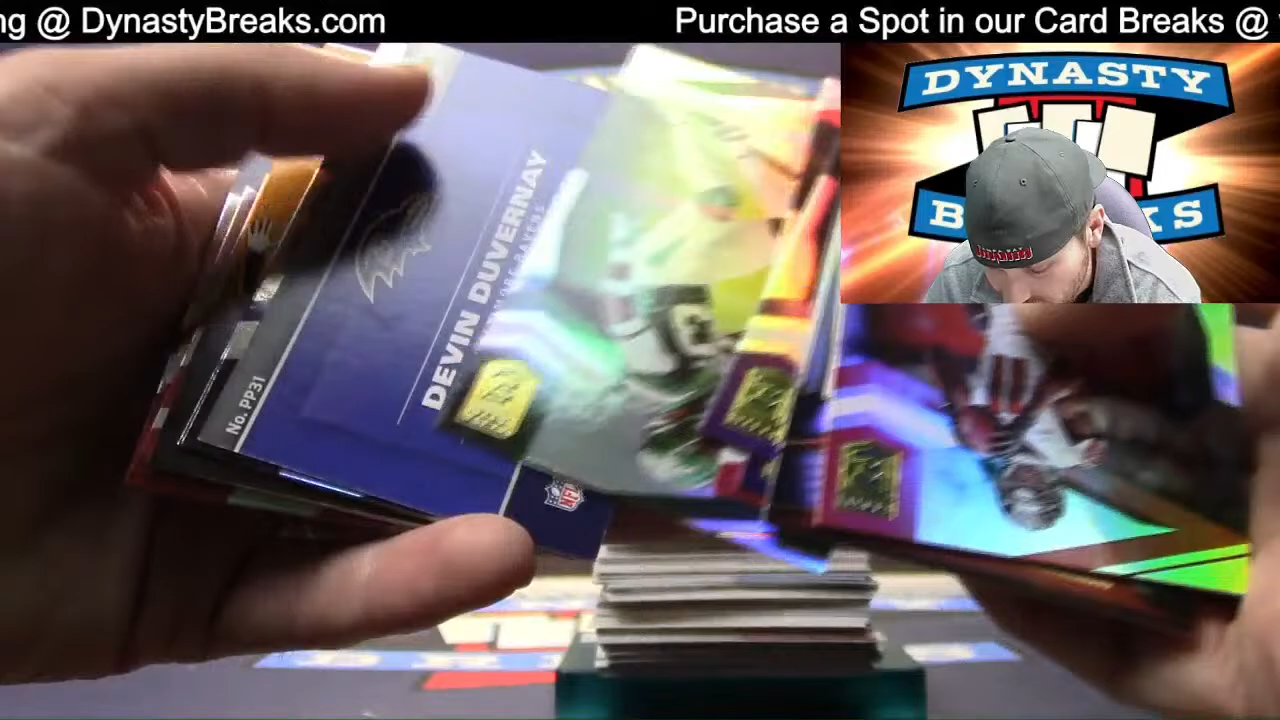 ng @ DynastyBreaks.com
Purchase a Spot in our Card Breaks @
DYNASTY
B KS
DEVIN DUVERNAY
No. PP31
NFL